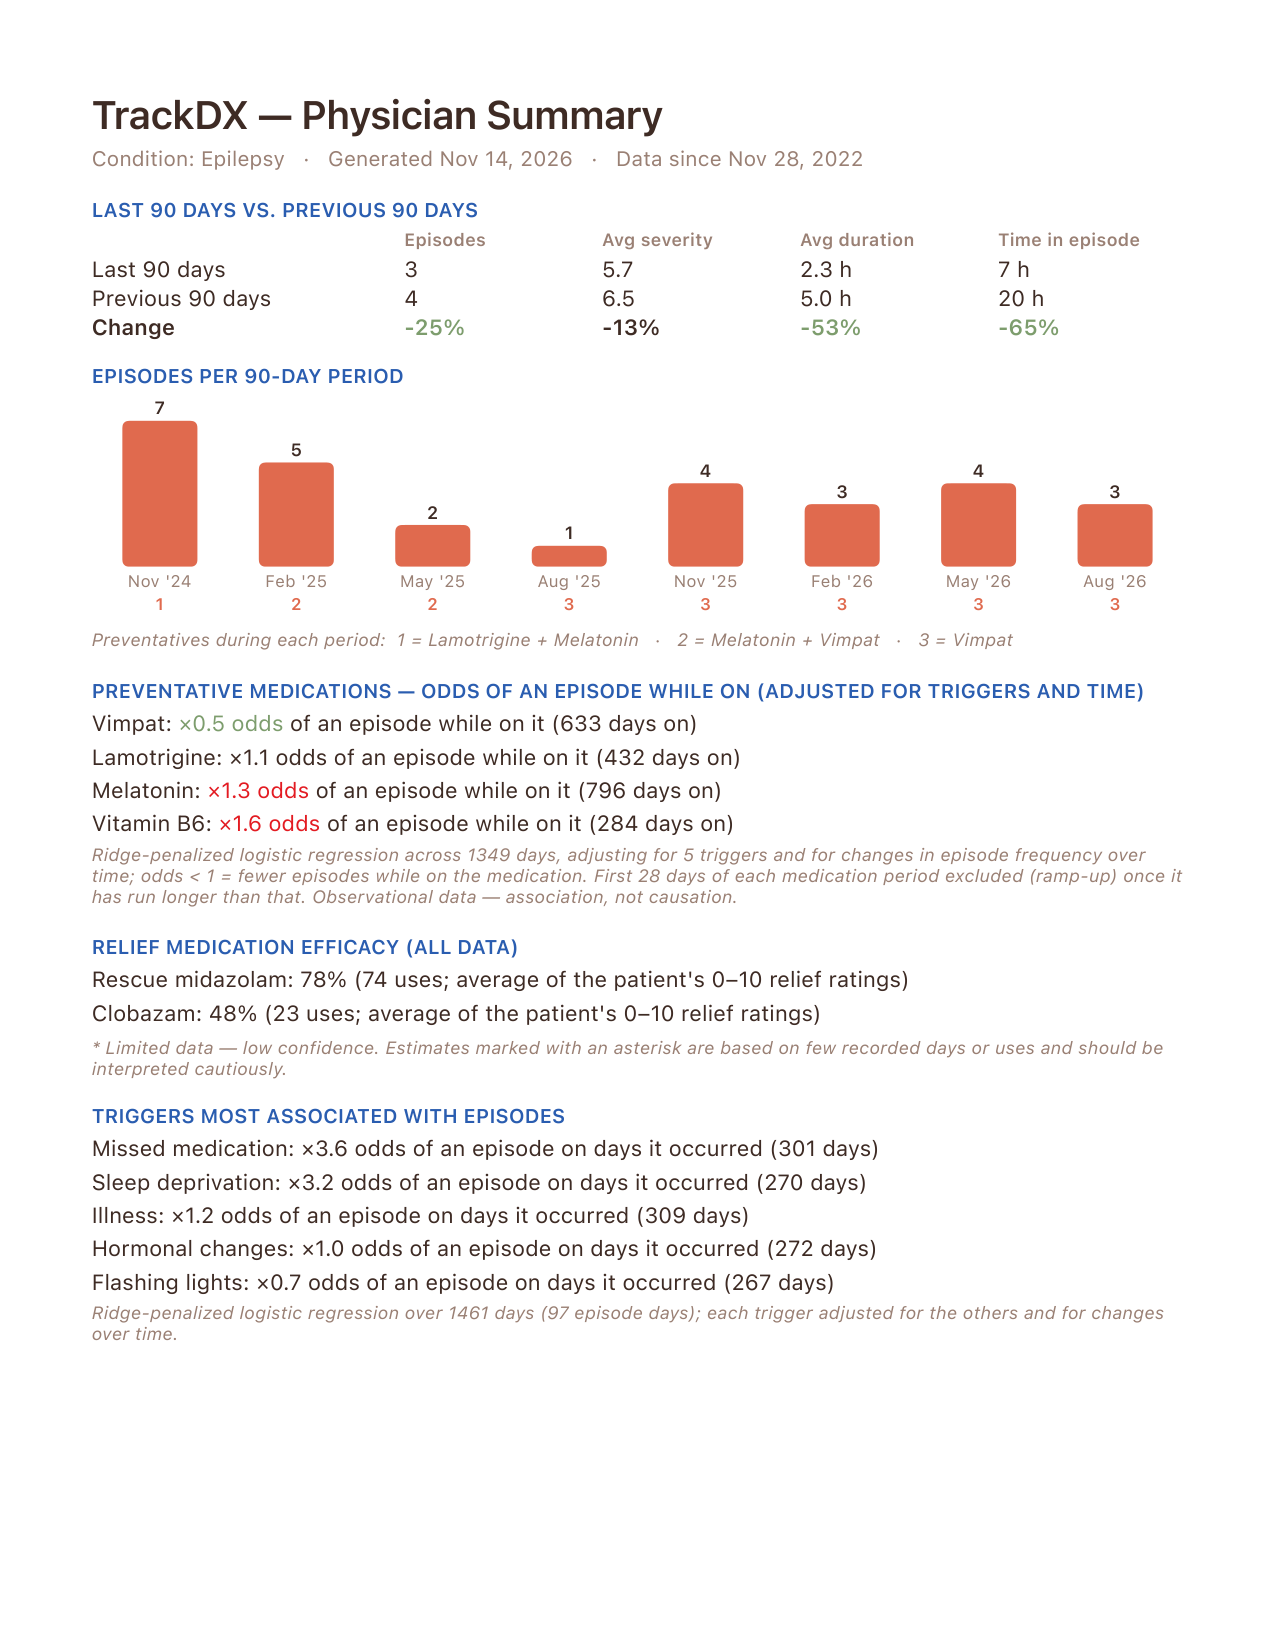 TrackDX — Physician Summary
Condition: Epilepsy · Generated Nov 14, 2026 · Data since Nov 28, 2022
LAST 90 DAYS VS. PREVIOUS 90 DAYS
Episodes Avg severity Avg duration Time in episode
Last 90 days 3 5.7 2.3 h 7 h
Previous 90 days 4 6.5 5.0 h 20 h
Change -25% -13% -53% -65%
EPISODES PER 90-DAY PERIOD
7 5 2 1 4 3 4 3
Nov '24 Feb '25 May '25 Aug '25 Nov '25 Feb '26 May '26 Aug '26
1 2 2 3 3 3 3 3
Preventatives during each period: 1 = Lamotrigine + Melatonin · 2 = Melatonin + Vimpat · 3 = Vimpat
PREVENTATIVE MEDICATIONS — ODDS OF AN EPISODE WHILE ON (ADJUSTED FOR TRIGGERS AND TIME)
Vimpat: ×0.5 odds of an episode while on it (633 days on)
Lamotrigine: ×1.1 odds of an episode while on it (432 days on)
Melatonin: ×1.3 odds of an episode while on it (796 days on)
Vitamin B6: ×1.6 odds of an episode while on it (284 days on)
Ridge-penalized logistic regression across 1349 days, adjusting for 5 triggers and for changes in episode frequency over
time; odds < 1 = fewer episodes while on the medication. First 28 days of each medication period excluded (ramp-up) once it
has run longer than that. Observational data — association, not causation.
RELIEF MEDICATION EFFICACY (ALL DATA)
Rescue midazolam: 78% (74 uses; average of the patient's 0–10 relief ratings)
Clobazam: 48% (23 uses; average of the patient's 0–10 relief ratings)
* Limited data — low confidence. Estimates marked with an asterisk are based on few recorded days or uses and should be
interpreted cautiously.
TRIGGERS MOST ASSOCIATED WITH EPISODES
Missed medication: ×3.6 odds of an episode on days it occurred (301 days)
Sleep deprivation: ×3.2 odds of an episode on days it occurred (270 days)
Illness: ×1.2 odds of an episode on days it occurred (309 days)
Hormonal changes: ×1.0 odds of an episode on days it occurred (272 days)
Flashing lights: ×0.7 odds of an episode on days it occurred (267 days)
Ridge-penalized logistic regression over 1461 days (97 episode days); each trigger adjusted for the others and for changes
over time.